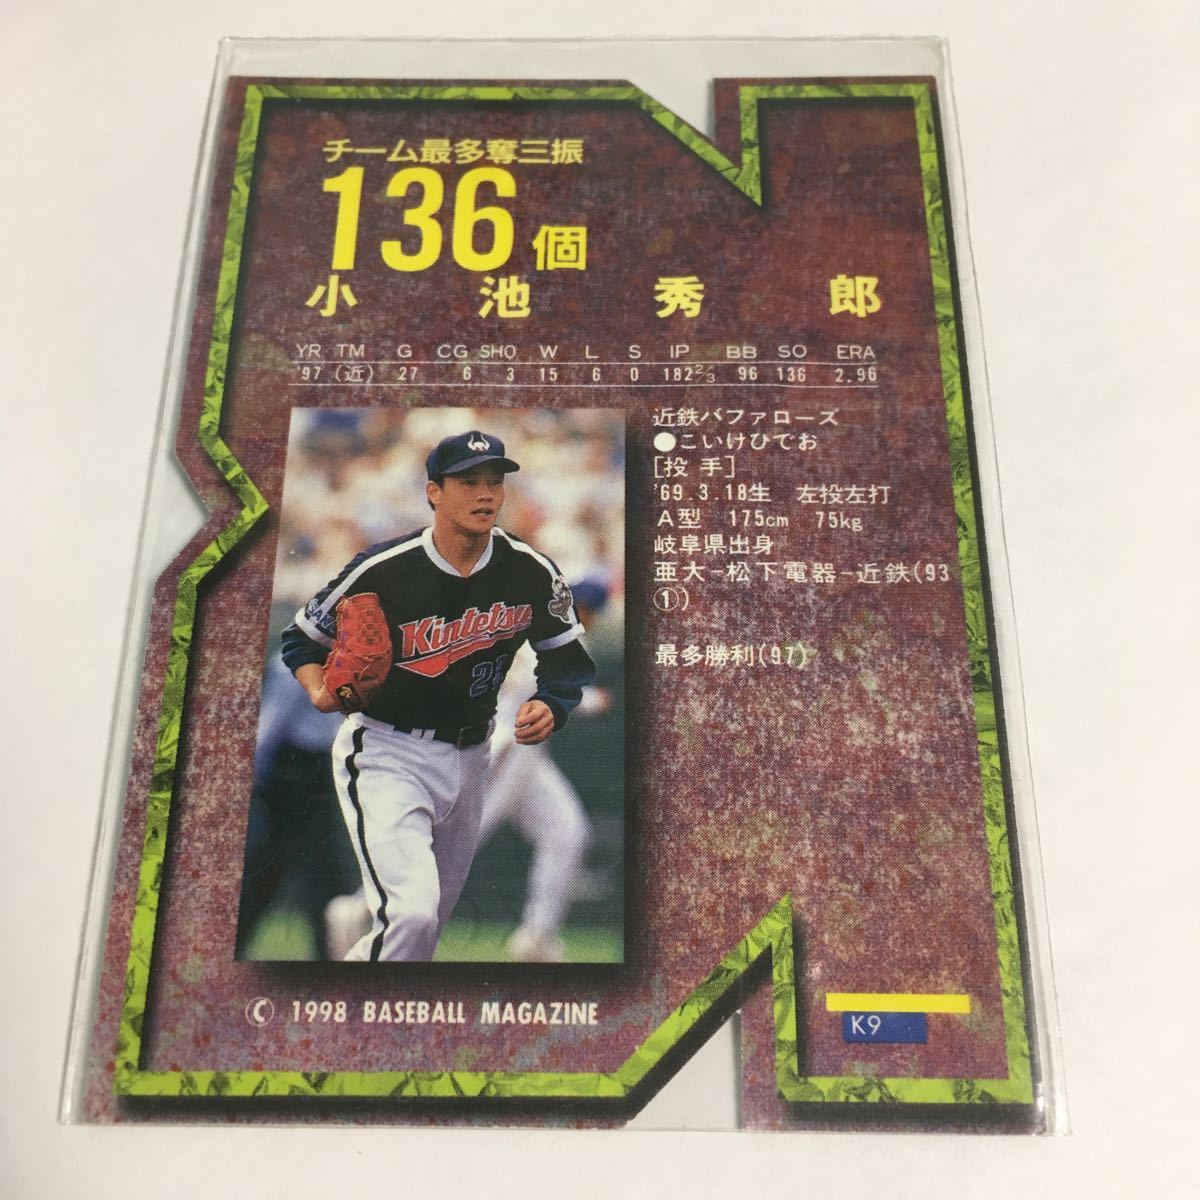 チーム最多奪三振
136個
小池秀郎
YR TM G CG SHO W L S IP BB SO ERA
'97 (近) 27 6 3 15 6 0 182 2/3 96 136 2.96
近鉄バファローズ
●こいけひでお
[投手]
'69.3.18生 左投左打
A型 175cm 75kg
岐阜県出身
亜大−松下電器−近鉄(93
①)
最多勝利(97)
Kintetsu
© 1998 BASEBALL MAGAZINE
K9